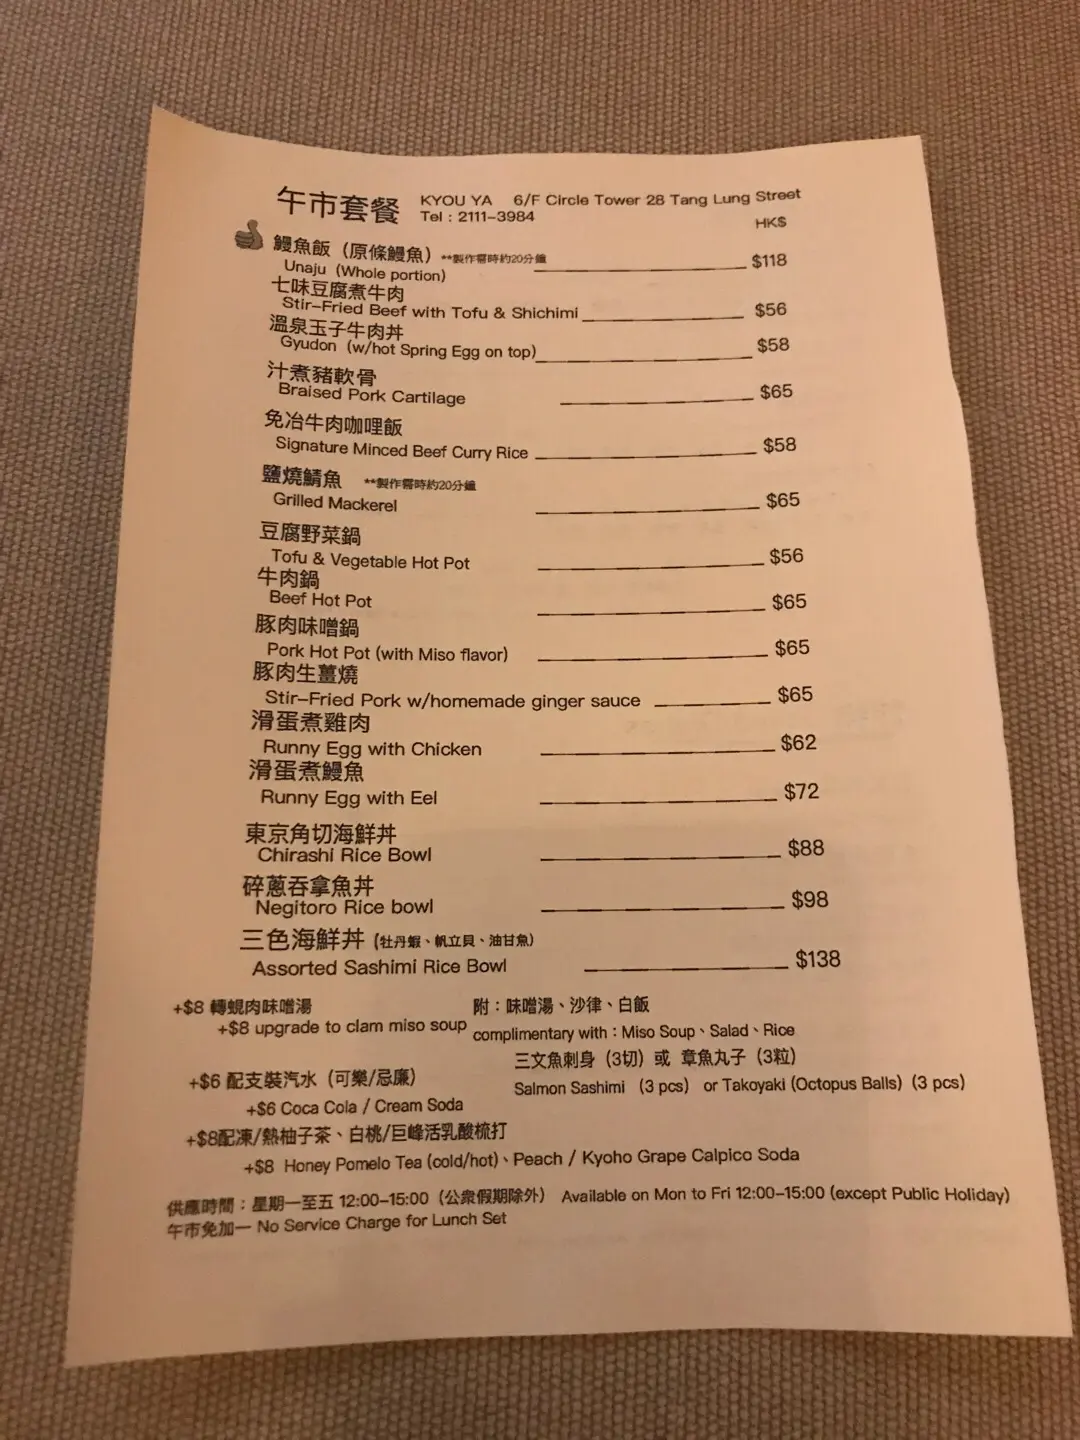 午市套餐 KYOU YA 6/F Circle Tower 28 Tang Lung Street
Tel : 2111-3984
HK$
鰻魚飯（原條鰻魚）**製作需時約20分鐘
Unaju (Whole portion) $118
七味豆腐煮牛肉
Stir-Fried Beef with Tofu & Shichimi $56
溫泉玉子牛肉丼
Gyudon (w/hot Spring Egg on top) $58
汁煮豬軟骨
Braised Pork Cartilage $65
免冶牛肉咖哩飯
Signature Minced Beef Curry Rice $58
鹽燒鯖魚 **製作需時約20分鐘
Grilled Mackerel $65
豆腐野菜鍋
Tofu & Vegetable Hot Pot $56
牛肉鍋
Beef Hot Pot $65
豚肉味噌鍋
Pork Hot Pot (with Miso flavor) $65
豚肉生薑燒
Stir-Fried Pork w/homemade ginger sauce $65
滑蛋煮雞肉
Runny Egg with Chicken $62
滑蛋煮鰻魚
Runny Egg with Eel $72
東京角切海鮮丼
Chirashi Rice Bowl $88
碎蔥吞拿魚丼
Negitoro Rice bowl $98
三色海鮮丼 (牡丹蝦、帆立貝、油甘魚)
Assorted Sashimi Rice Bowl $138
+$8 轉蜆肉味噌湯
+$8 upgrade to clam miso soup
附：味噌湯、沙律、白飯
complimentary with：Miso Soup、Salad、Rice
三文魚刺身（3切）或 章魚丸子（3粒）
Salmon Sashimi (3 pcs) or Takoyaki (Octopus Balls) (3 pcs)
+$6 配支裝汽水（可樂/忌廉）
+$6 Coca Cola / Cream Soda
+$8配凍/熱柚子茶、白桃/巨峰活乳酸梳打
+$8 Honey Pomelo Tea (cold/hot)、Peach / Kyoho Grape Calpico Soda
供應時間：星期一至五 12:00-15:00（公眾假期除外） Available on Mon to Fri 12:00-15:00 (except Public Holiday)
午市免加一 No Service Charge for Lunch Set